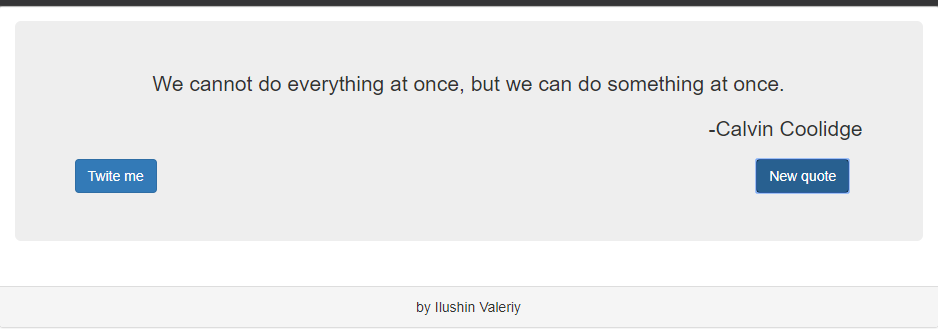 We cannot do everything at once, but we can do something at once.
-Calvin Coolidge
Twite me
New quote
by Ilushin Valeriy